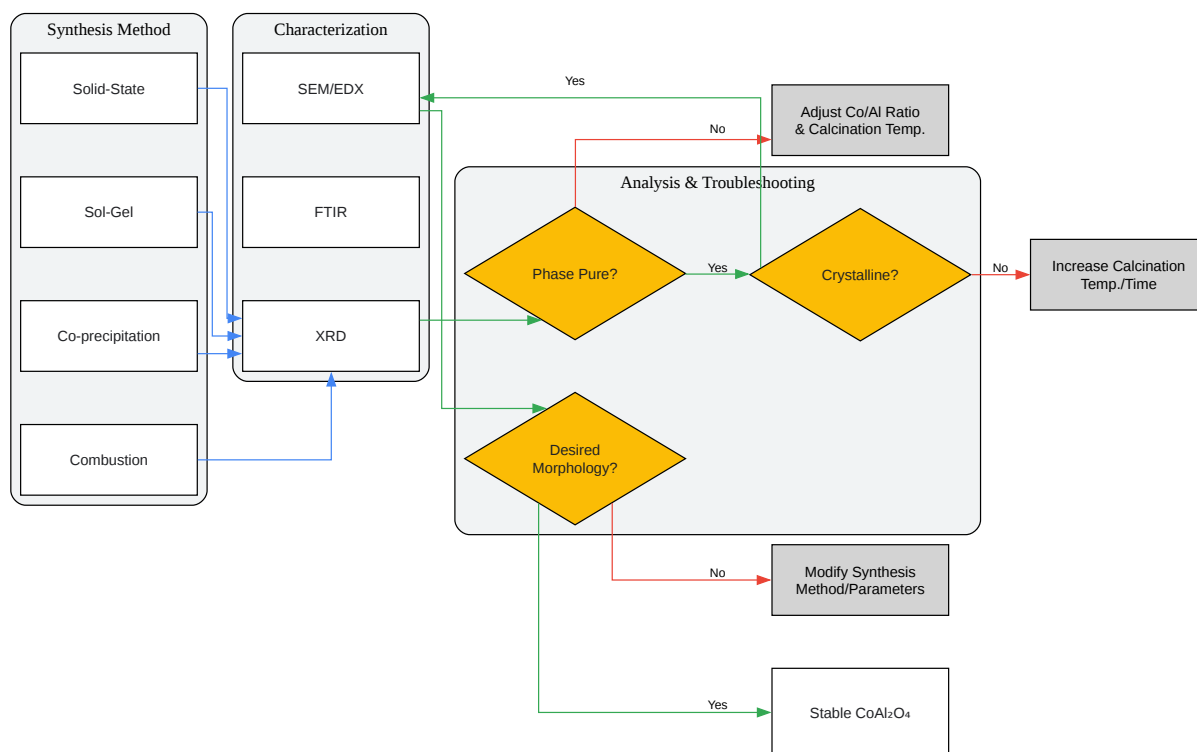 Synthesis Method
Characterization
Solid-State
SEM/EDX
Yes
Adjust Co/Al Ratio
& Calcination Temp.
No
Analysis & Troubleshooting
Sol-Gel
FTIR
Phase Pure?
Yes
Crystalline?
No
Increase Calcination
Temp./Time
Co-precipitation
XRD
Combustion
Desired
Morphology?
No
Modify Synthesis
Method/Parameters
Yes
Stable CoAl₂O₄